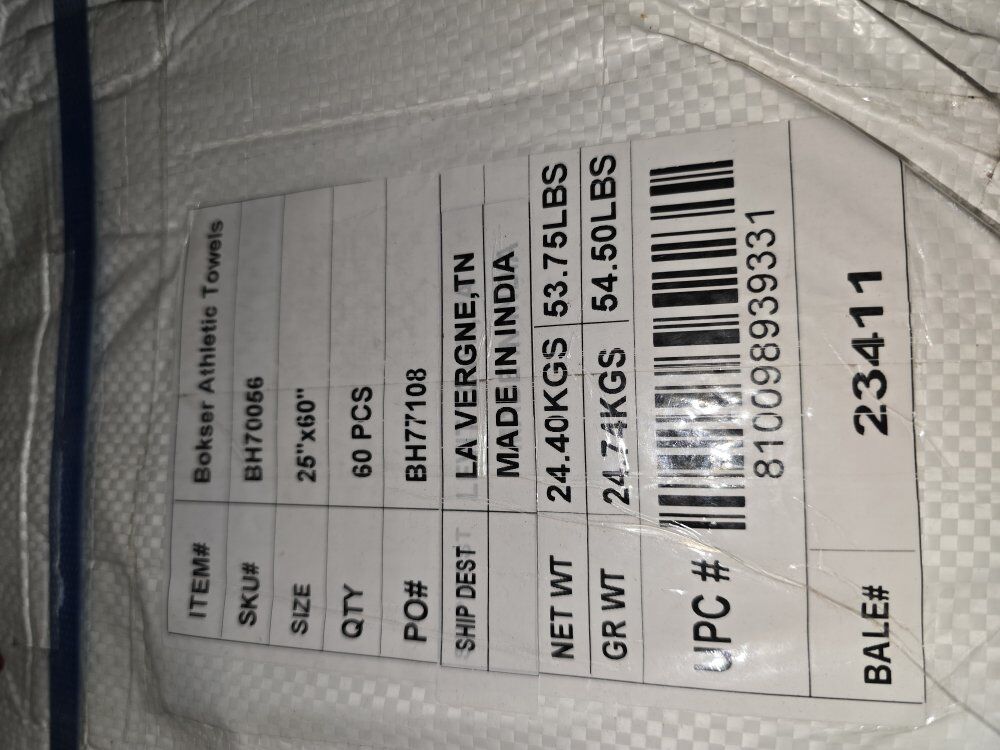 ITEM# Bokser Athletic Towels
SKU# BH70056
SIZE 25"x60"
QTY 60 PCS
PO# BH77108
SHIP DEST LA VERGNE,TN
MADE IN INDIA
NET WT 24.40KGS 53.75LBS
GR WT 24.74KGS 54.50LBS
UPC #
810098939331
BALE# 23411